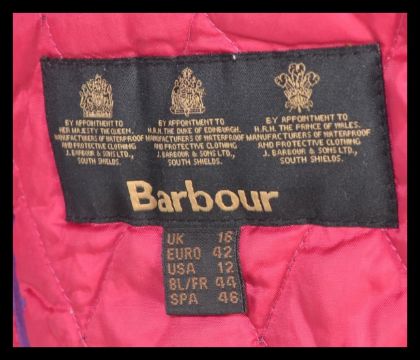 BY APPOINTMENT TO
HER MAJESTY THE QUEEN.
MANUFACTURERS OF WATERPROOF
AND PROTECTIVE CLOTHING
J. BARBOUR & SONS LTD.,
SOUTH SHIELDS.
BY APPOINTMENT TO
H.R.H. THE DUKE OF EDINBURGH.
MANUFACTURERS OF WATERPROOF
AND PROTECTIVE CLOTHING
J. BARBOUR & SONS LTD.,
SOUTH SHIELDS.
BY APPOINTMENT TO
H.R.H. THE PRINCE OF WALES.
MANUFACTURERS OF WATERPROOF
AND PROTECTIVE CLOTHING
J. BARBOUR & SONS LTD.,
SOUTH SHIELDS.
Barbour
UK 16
EURO 42
USA 12
BL/FR 44
SPA 46